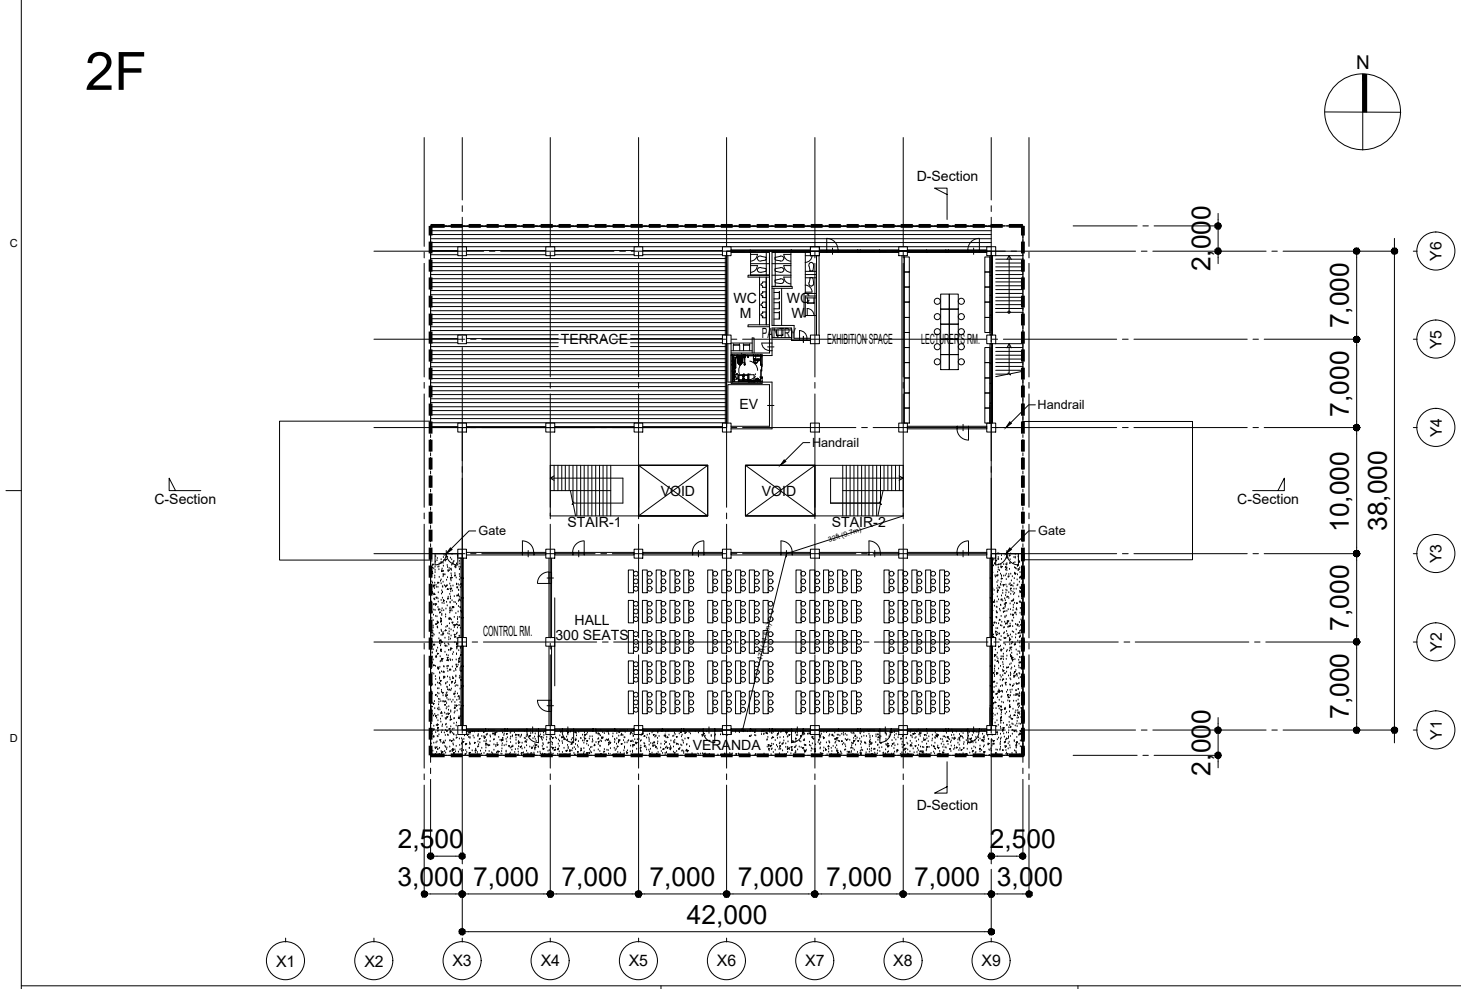 2F
N
D-Section
2,000
C
Y6
7,000
WC
M
WC
W
PANTRY
TERRACE
EXHIBITION SPACE
LECTURER'S RM.
Y5
7,000
EV
Handrail
Y4
Handrail
C-Section
VOID
VOID
C-Section
10,000
38,000
STAIR-1
STAIR-2
Gate
Gate
Y3
7,000
HALL
300 SEATS
CONTROL RM.
Y2
7,000
D
VERANDA
Y1
2,000
D-Section
2,500
2,500
3,000
7,000
7,000
7,000
7,000
7,000
7,000
3,000
42,000
X1
X2
X3
X4
X5
X6
X7
X8
X9